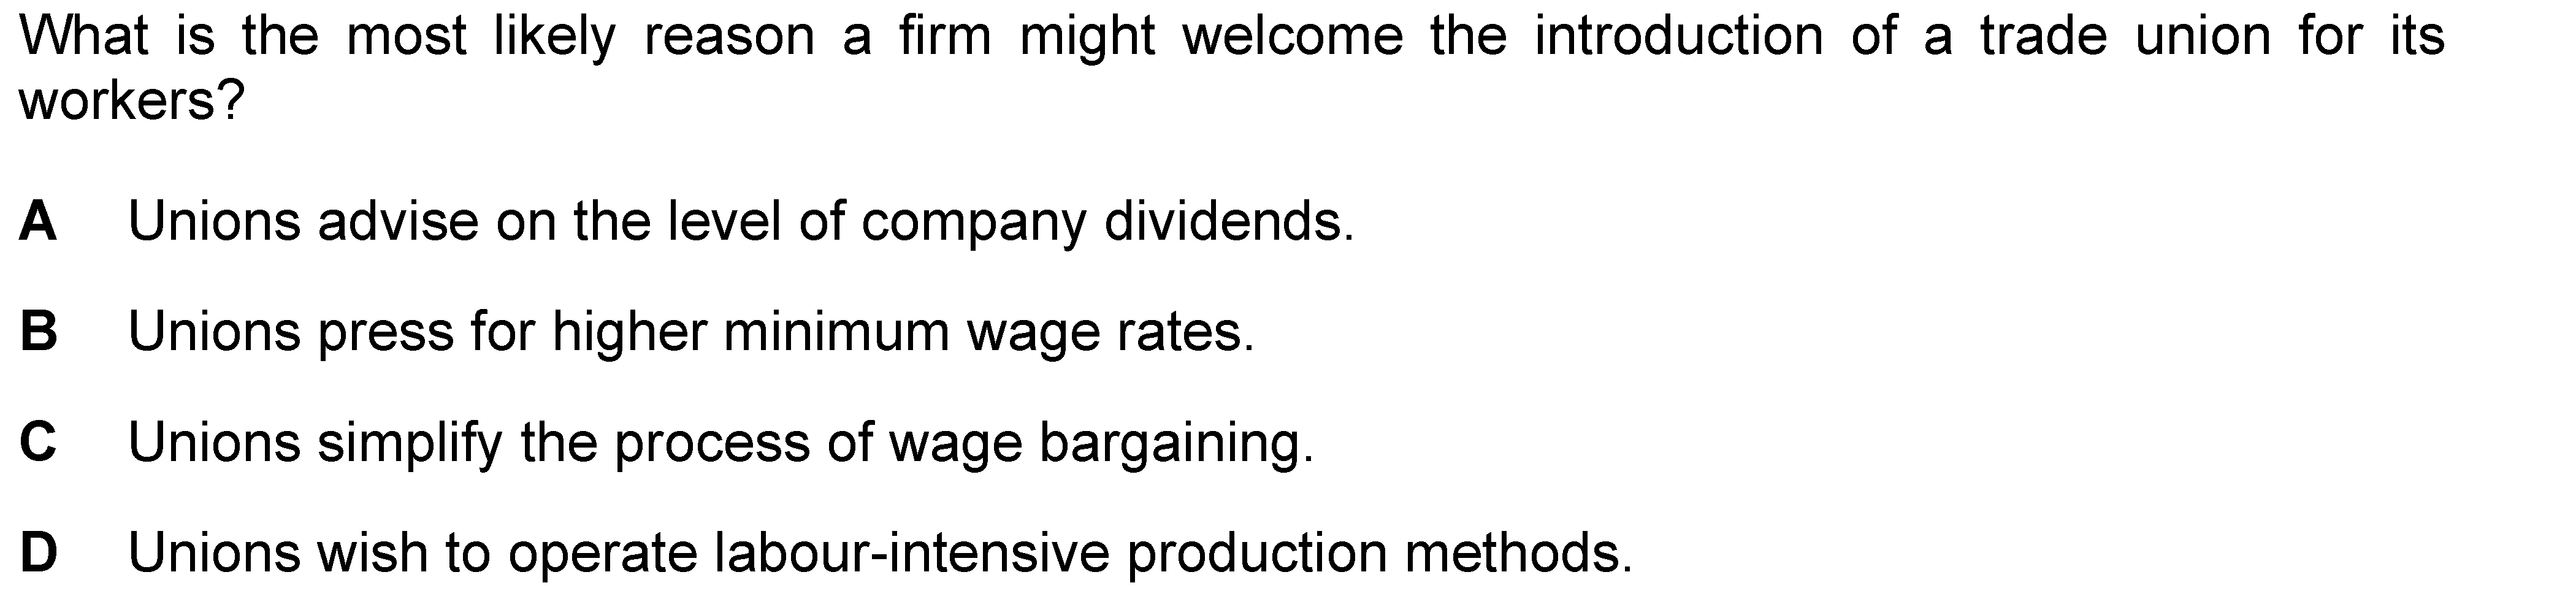 What is the most likely reason a firm might welcome the introduction of a trade union for its
workers?
A Unions advise on the level of company dividends.
B Unions press for higher minimum wage rates.
C Unions simplify the process of wage bargaining.
D Unions wish to operate labour-intensive production methods.